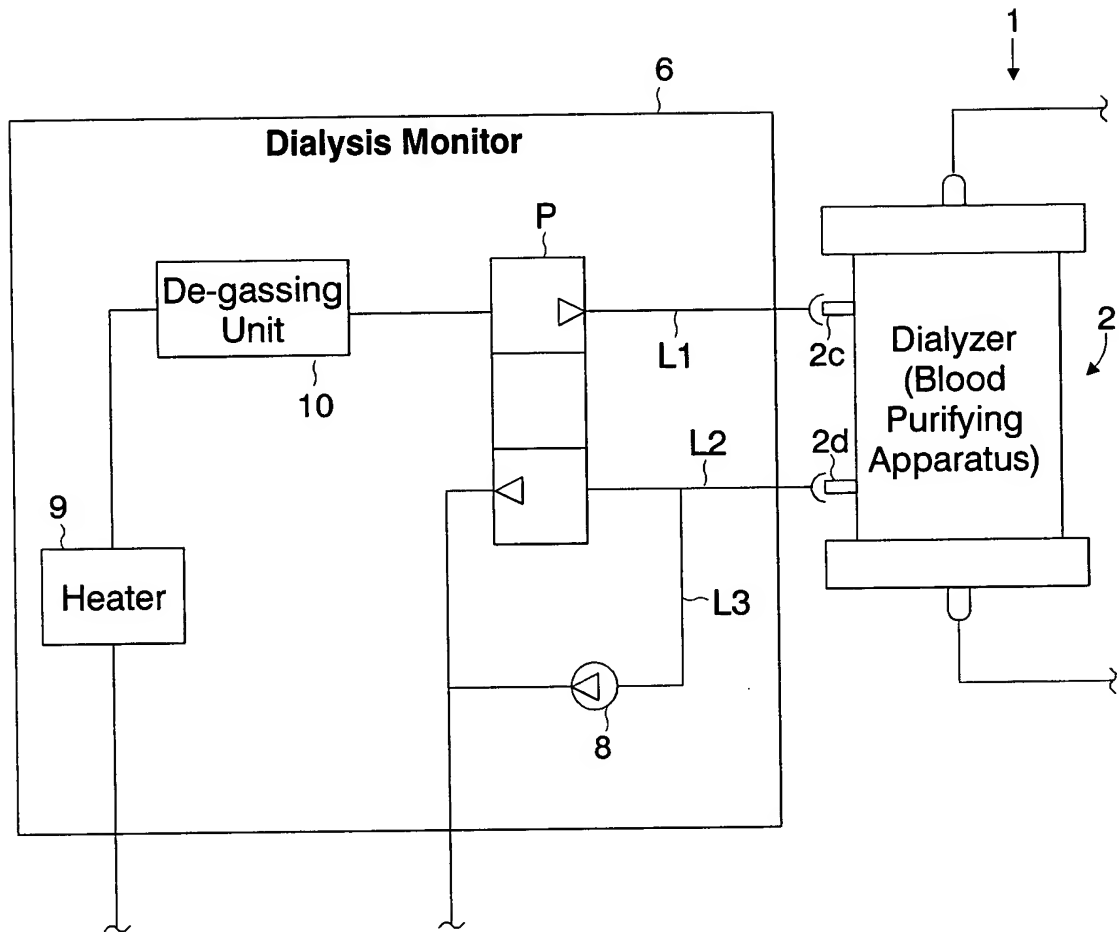 1
6
Dialysis Monitor
P
De-gassing
Unit
10
L1
2c
Dialyzer
(Blood
Purifying
Apparatus)
2
L2
2d
9
Heater
L3
8